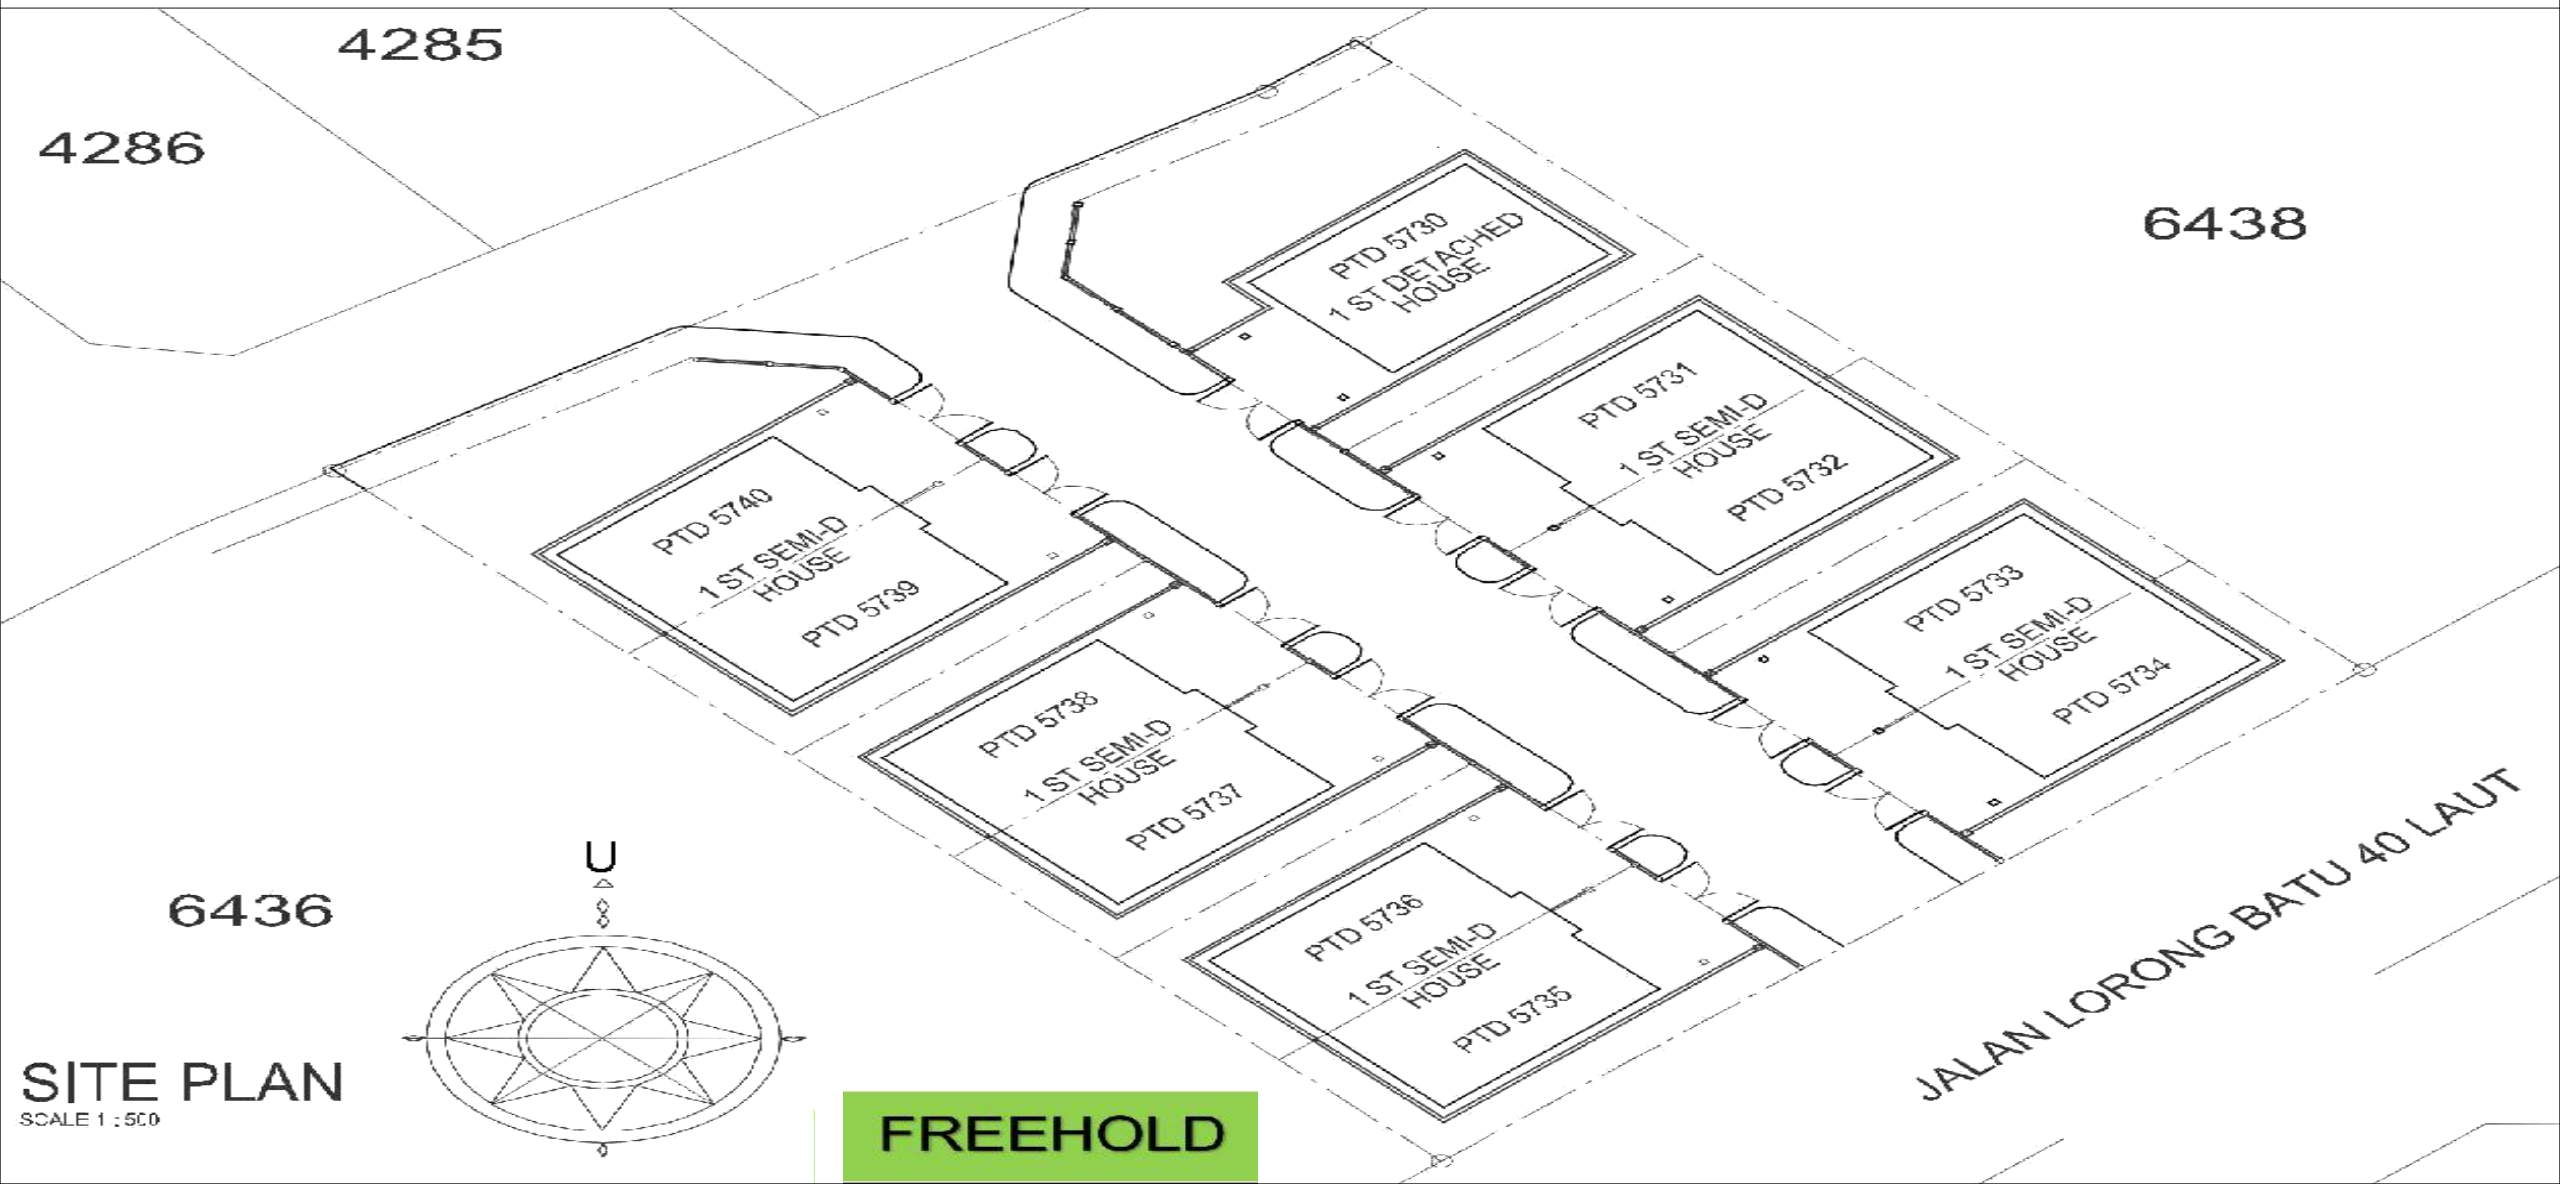 4285
4286
6438
PTD 5730
1 ST DETACHED
HOUSE
PTD 5731
1 ST SEMI-D
HOUSE
PTD 5732
PTD 5733
1 ST SEMI-D
HOUSE
PTD 5734
PTD 5740
1 ST SEMI-D
HOUSE
PTD 5739
PTD 5738
1 ST SEMI-D
HOUSE
PTD 5737
PTD 5736
1 ST SEMI-D
HOUSE
PTD 5735
JALAN LORONG BATU 40 LAUT
6436
U
SITE PLAN
SCALE 1 : 500
FREEHOLD